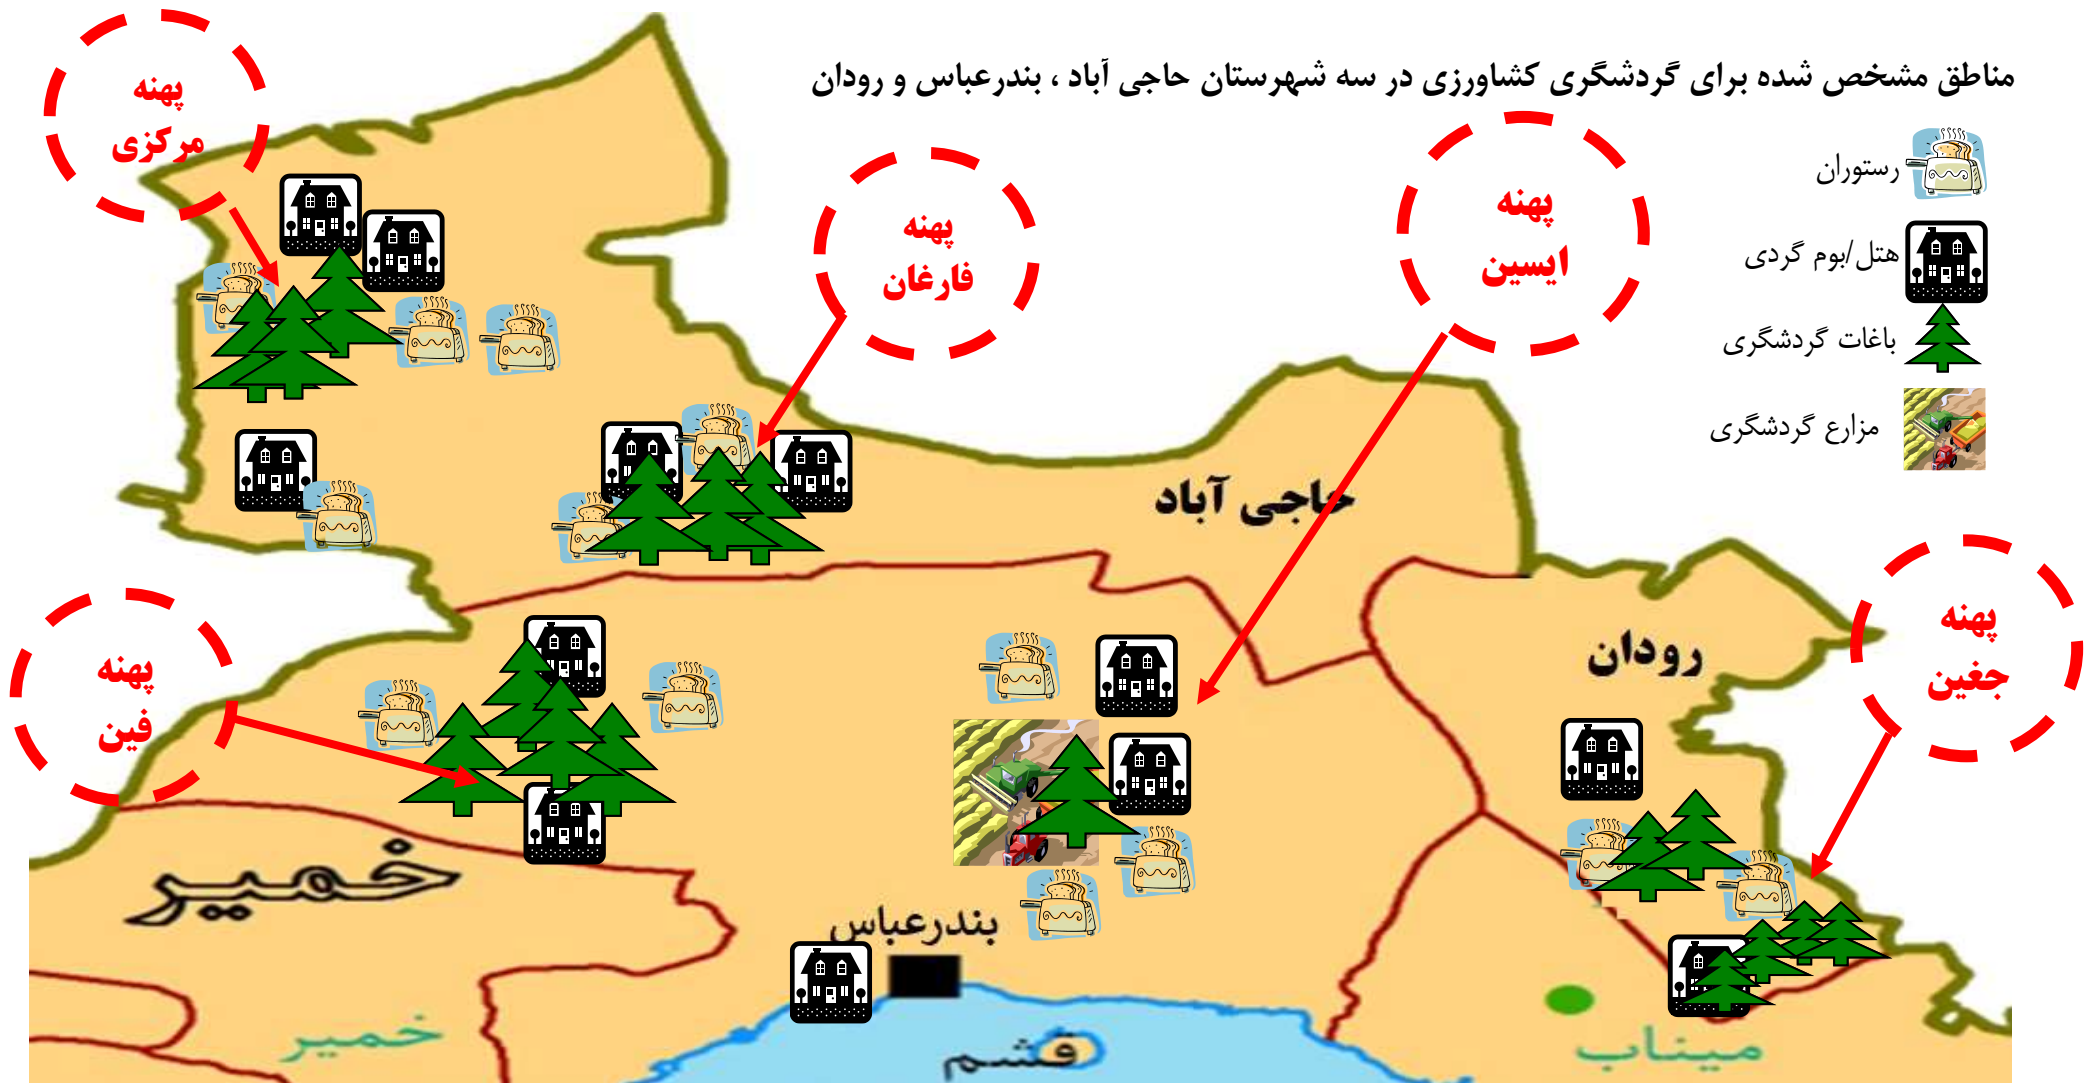 مناطق مشخص شده برای گردشگری کشاورزی در سه شهرستان حاجی آباد ، بندرعباس و رودان
رستوران
هتل/بوم گردی
باغات گردشگری
مزارع گردشگری
پهنه
مرکزی
پهنه
فارغان
پهنه
ایسین
حاجی آباد
پهنه
جغین
رودان
پهنه
فین
خمیر
بندرعباس
خمیر
قشم
میناب